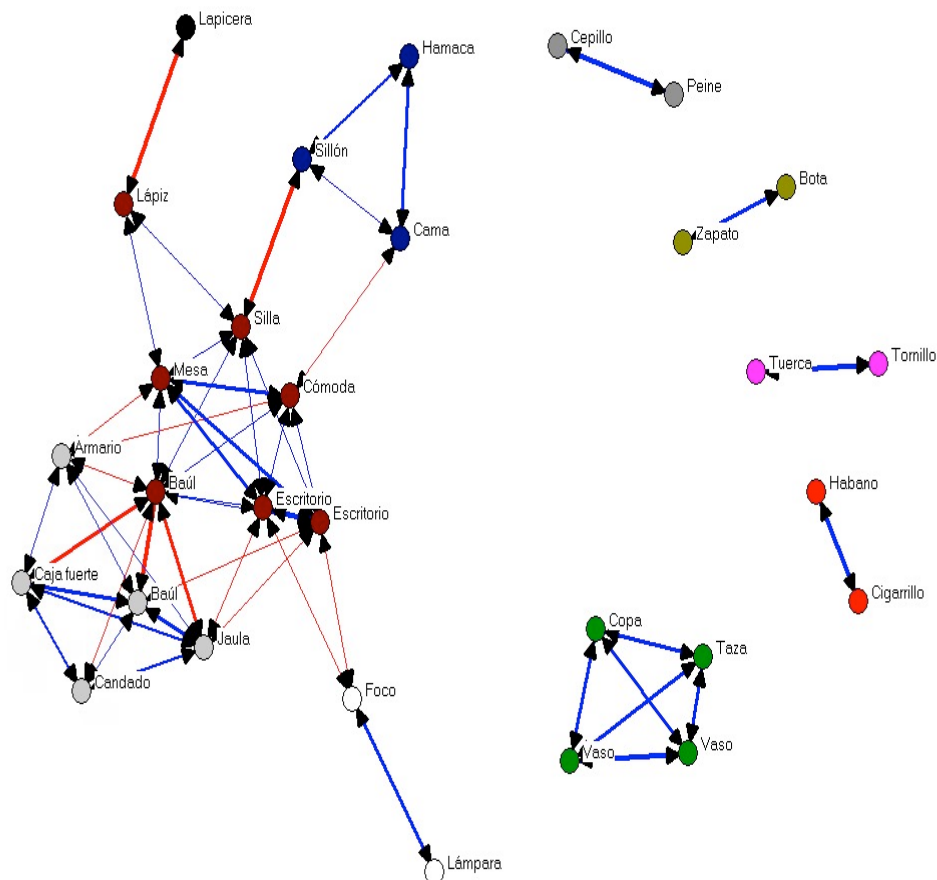 Lapicera
Hamaca
Cepillo
Peine
Sillón
Bota
Lápiz
Cama
Zapato
Silla
Mesa
Cómoda
Tuerca
Tornillo
Armario
Baúl
Escritorio
Escritorio
Habano
Caja fuerte
Baúl
Cigarrillo
Jaula
Copa
Taza
Candado
Foco
Vaso
Vaso
Lámpara